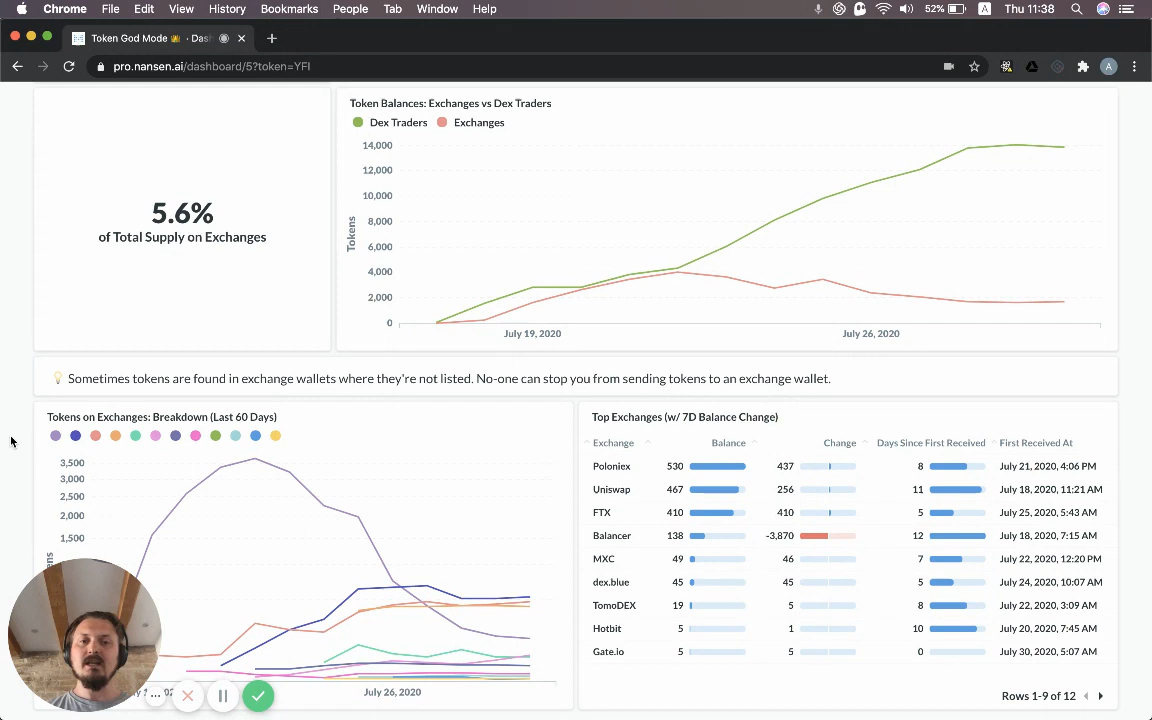 Chrome File Edit View History Bookmarks People Tab Window Help 52% A Thu 11:38
Token God Mode 👑 · Das
pro.nansen.ai/dashboard/5?token=YFI A
Token Balances: Exchanges vs Dex Traders
Dex Traders Exchanges
14,000
12,000
10,000
8,000
6,000
4,000
2,000
0
Tokens
July 19, 2020 July 26, 2020
5.6%
of Total Supply on Exchanges
💡 Sometimes tokens are found in exchange wallets where they're not listed. No-one can stop you from sending tokens to an exchange wallet.
Tokens on Exchanges: Breakdown (Last 60 Days)
3,500
3,000
2,500
2,000
1,500
July 26, 2020
Top Exchanges (w/ 7D Balance Change)
Exchange Balance Change Days Since First Received First Received At
Poloniex 530 437 8 July 21, 2020, 4:06 PM
Uniswap 467 256 11 July 18, 2020, 11:21 AM
FTX 410 410 5 July 25, 2020, 5:43 AM
Balancer 138 -3,870 12 July 18, 2020, 7:15 AM
MXC 49 46 7 July 22, 2020, 12:20 PM
dex.blue 45 45 5 July 24, 2020, 10:07 AM
TomoDEX 19 5 8 July 22, 2020, 3:09 AM
Hotbit 5 1 10 July 20, 2020, 7:45 AM
Gate.io 5 5 0 July 30, 2020, 5:07 AM
Rows 1-9 of 12